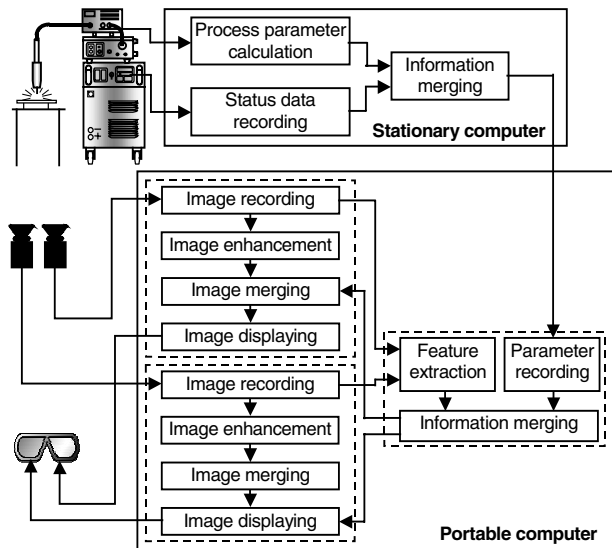 Process parameter
calculation
Status data
recording
Information
merging
Stationary computer
Image recording
Image enhancement
Image merging
Image displaying
Image recording
Image enhancement
Image merging
Image displaying
Feature
extraction
Parameter
recording
Information merging
Portable computer